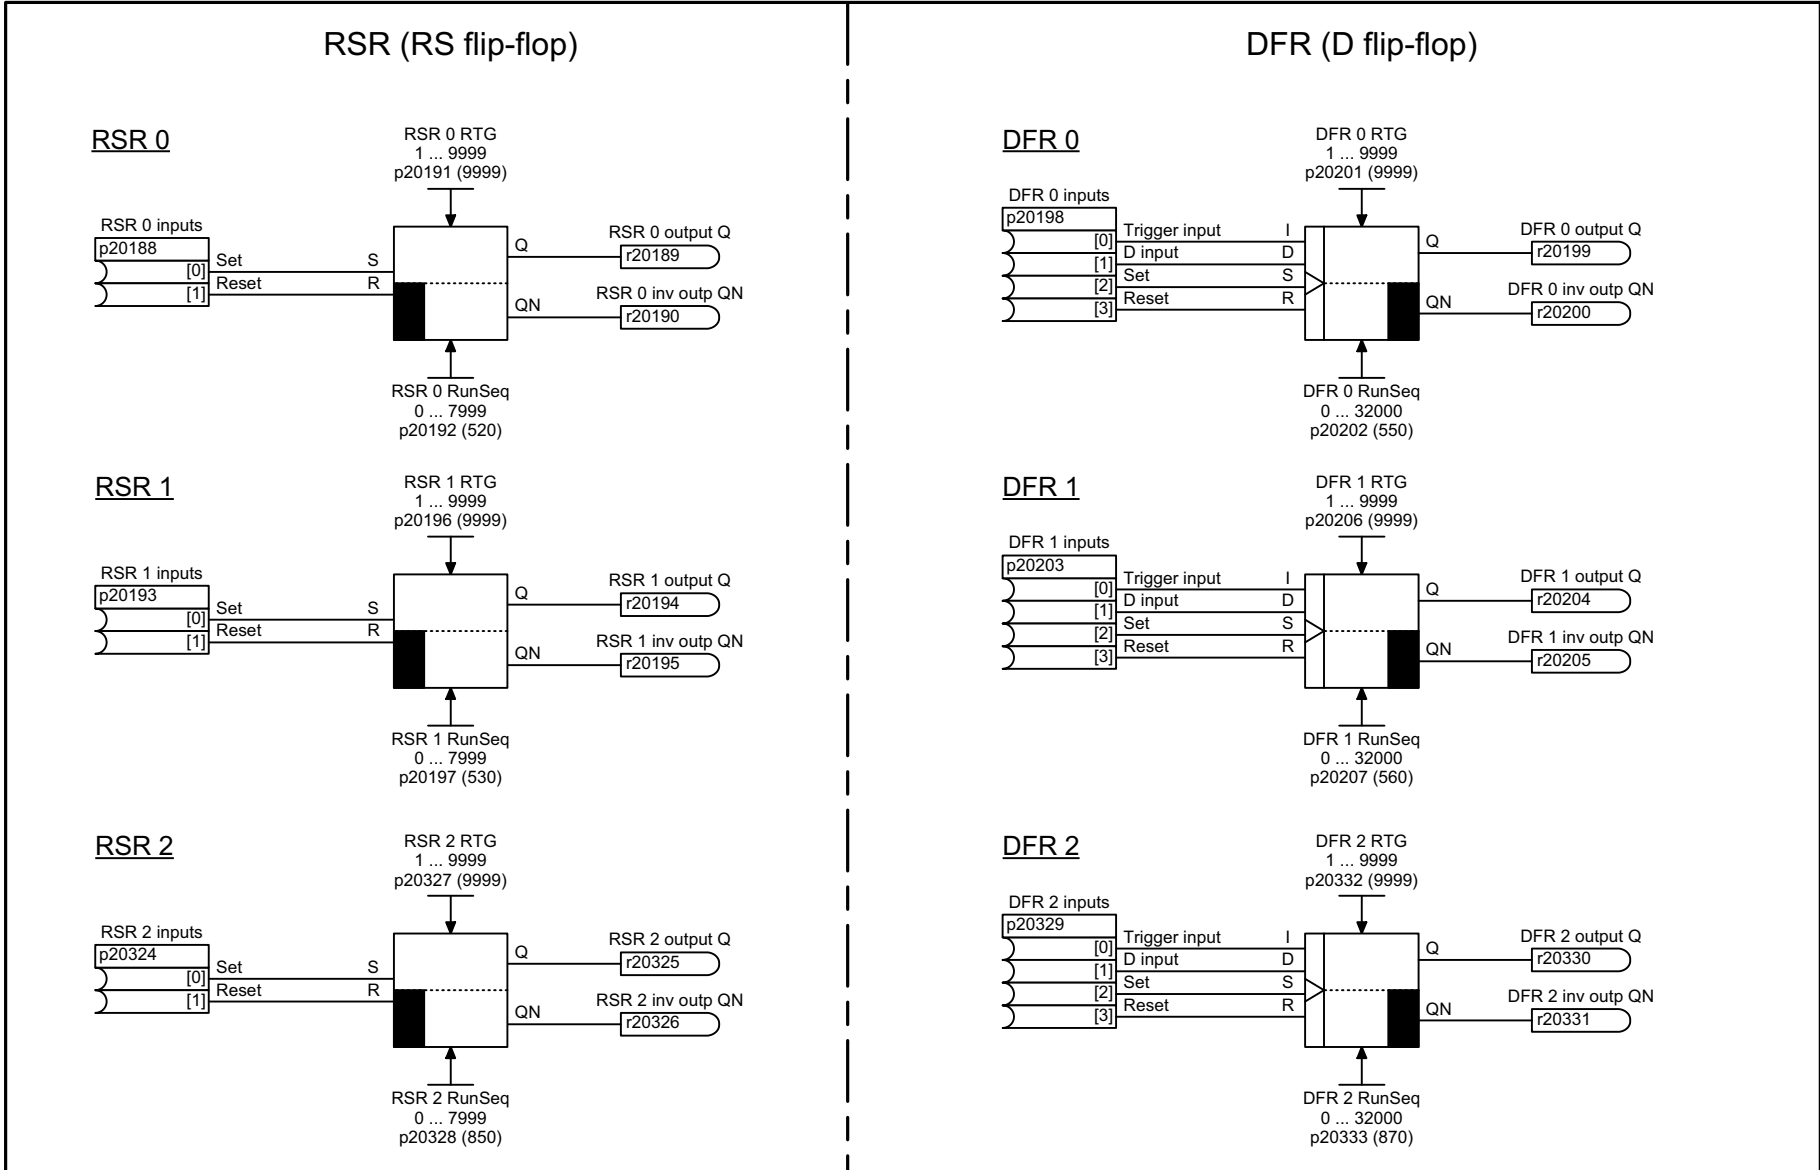 RSR (RS flip-flop)
RSR 0
RSR 0 RTG
1 ... 9999
p20191 (9999)
RSR 0 inputs
p20188
[0] Set S
[1] Reset R
Q
RSR 0 output Q
r20189
QN
RSR 0 inv outp QN
r20190
RSR 0 RunSeq
0 ... 7999
p20192 (520)
RSR 1
RSR 1 RTG
1 ... 9999
p20196 (9999)
RSR 1 inputs
p20193
[0] Set S
[1] Reset R
Q
RSR 1 output Q
r20194
QN
RSR 1 inv outp QN
r20195
RSR 1 RunSeq
0 ... 7999
p20197 (530)
RSR 2
RSR 2 RTG
1 ... 9999
p20327 (9999)
RSR 2 inputs
p20324
[0] Set S
[1] Reset R
Q
RSR 2 output Q
r20325
QN
RSR 2 inv outp QN
r20326
RSR 2 RunSeq
0 ... 7999
p20328 (850)
DFR (D flip-flop)
DFR 0
DFR 0 RTG
1 ... 9999
p20201 (9999)
DFR 0 inputs
p20198
[0] Trigger input I
[1] D input D
[2] Set S
[3] Reset R
Q
DFR 0 output Q
r20199
QN
DFR 0 inv outp QN
r20200
DFR 0 RunSeq
0 ... 32000
p20202 (550)
DFR 1
DFR 1 RTG
1 ... 9999
p20206 (9999)
DFR 1 inputs
p20203
[0] Trigger input I
[1] D input D
[2] Set S
[3] Reset R
Q
DFR 1 output Q
r20204
QN
DFR 1 inv outp QN
r20205
DFR 1 RunSeq
0 ... 32000
p20207 (560)
DFR 2
DFR 2 RTG
1 ... 9999
p20332 (9999)
DFR 2 inputs
p20329
[0] Trigger input I
[1] D input D
[2] Set S
[3] Reset R
Q
DFR 2 output Q
r20330
QN
DFR 2 inv outp QN
r20331
DFR 2 RunSeq
0 ... 32000
p20333 (870)